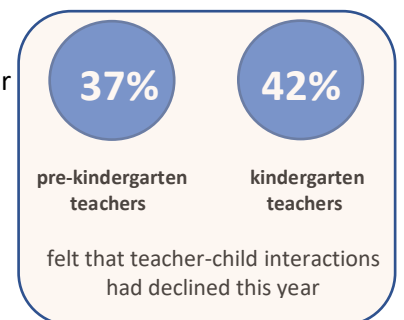 r
37%
42%
pre-kindergarten
teachers
kindergarten
teachers
felt that teacher-child interactions
had declined this year